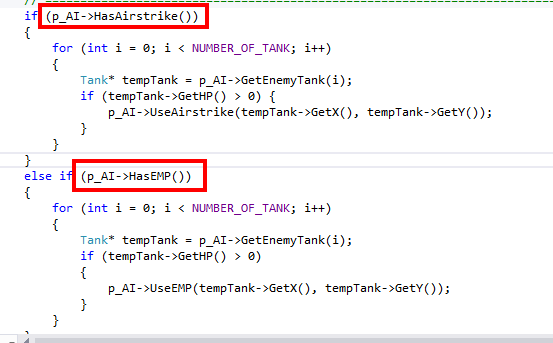 // ========================================================================
if (p_AI->HasAirstrike())
{
for (int i = 0; i < NUMBER_OF_TANK; i++)
{
Tank* tempTank = p_AI->GetEnemyTank(i);
if (tempTank->GetHP() > 0) {
p_AI->UseAirstrike(tempTank->GetX(), tempTank->GetY());
}
}
}
else if (p_AI->HasEMP())
{
for (int i = 0; i < NUMBER_OF_TANK; i++)
{
Tank* tempTank = p_AI->GetEnemyTank(i);
if (tempTank->GetHP() > 0)
{
p_AI->UseEMP(tempTank->GetX(), tempTank->GetY());
}
}
}